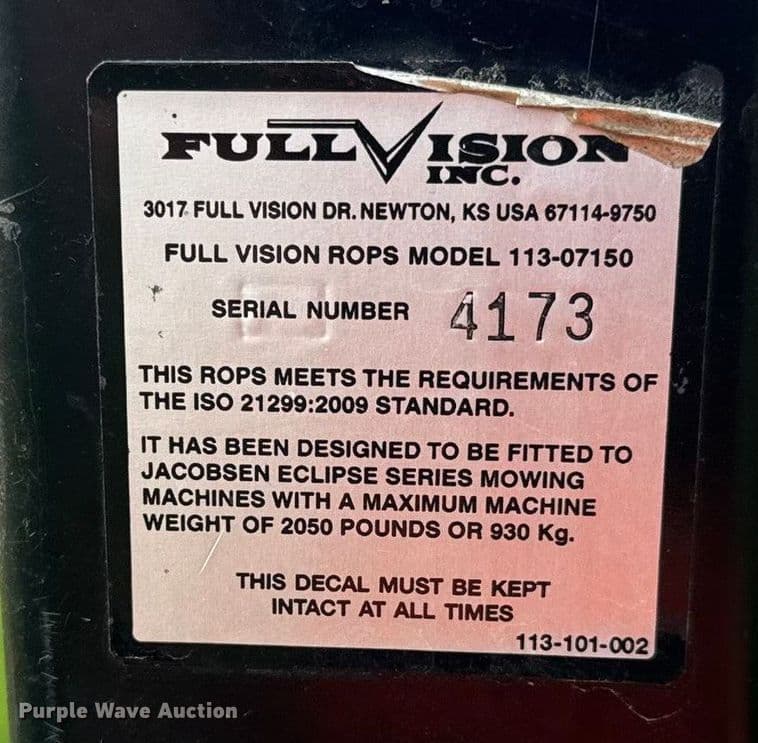 FULL VISION
INC.
3017 FULL VISION DR. NEWTON, KS USA 67114-9750
FULL VISION ROPS MODEL 113-07150
SERIAL NUMBER 4173
THIS ROPS MEETS THE REQUIREMENTS OF
THE ISO 21299:2009 STANDARD.
IT HAS BEEN DESIGNED TO BE FITTED TO
JACOBSEN ECLIPSE SERIES MOWING
MACHINES WITH A MAXIMUM MACHINE
WEIGHT OF 2050 POUNDS OR 930 Kg.
THIS DECAL MUST BE KEPT
INTACT AT ALL TIMES
113-101-002
Purple Wave Auction